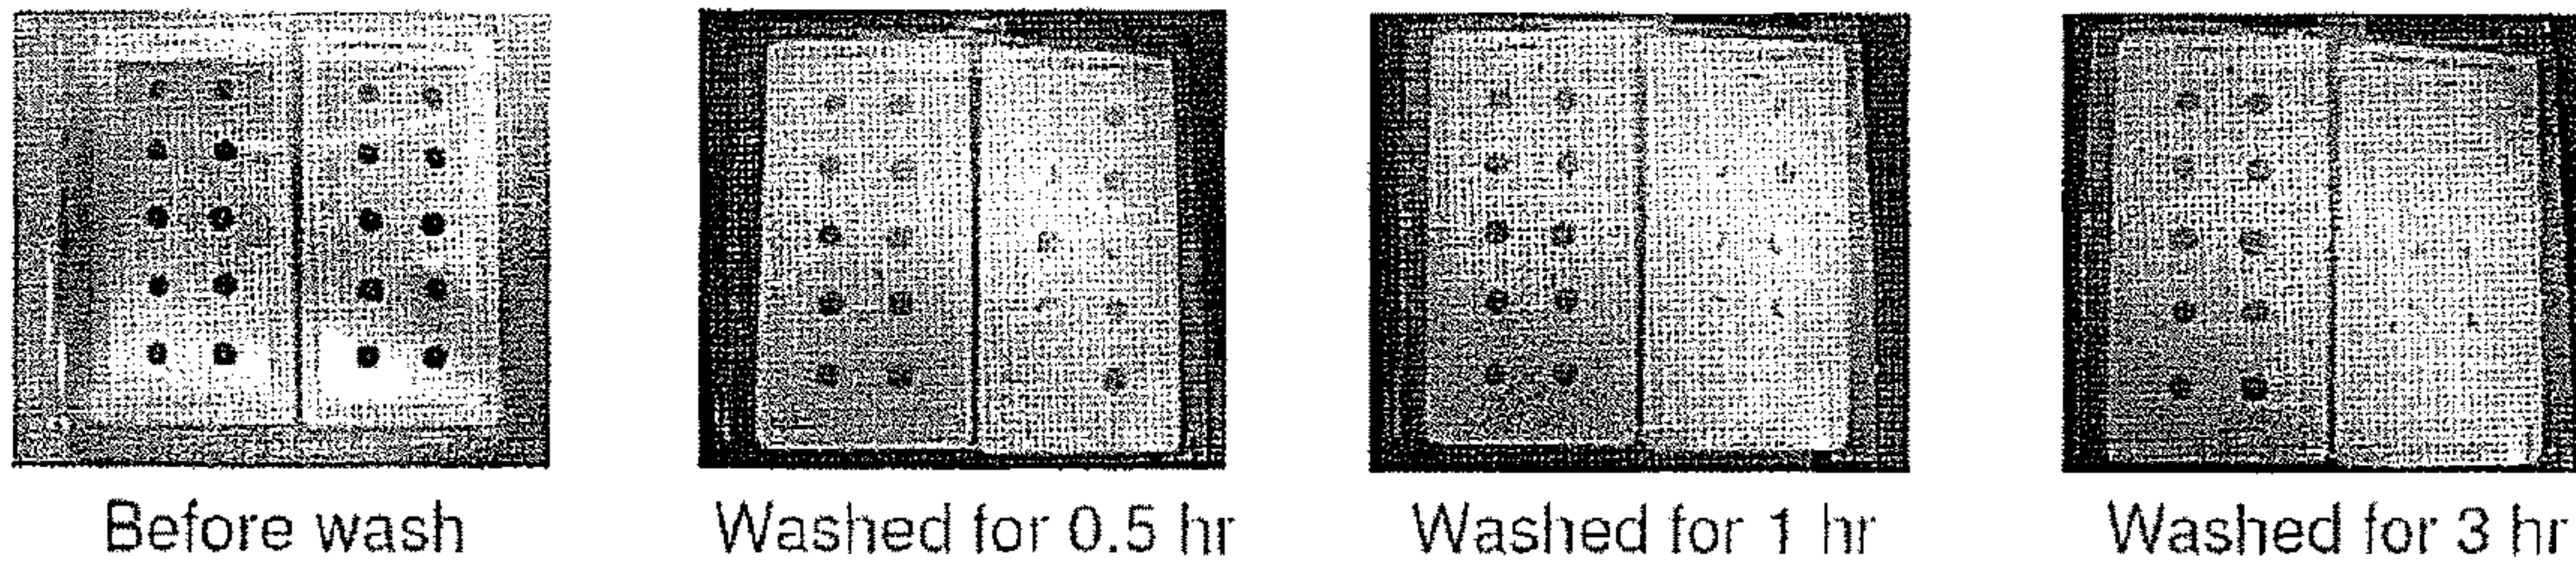 Before wash
Washed for 0.5 hr
Washed for 1 hr
Washed for 3 hr